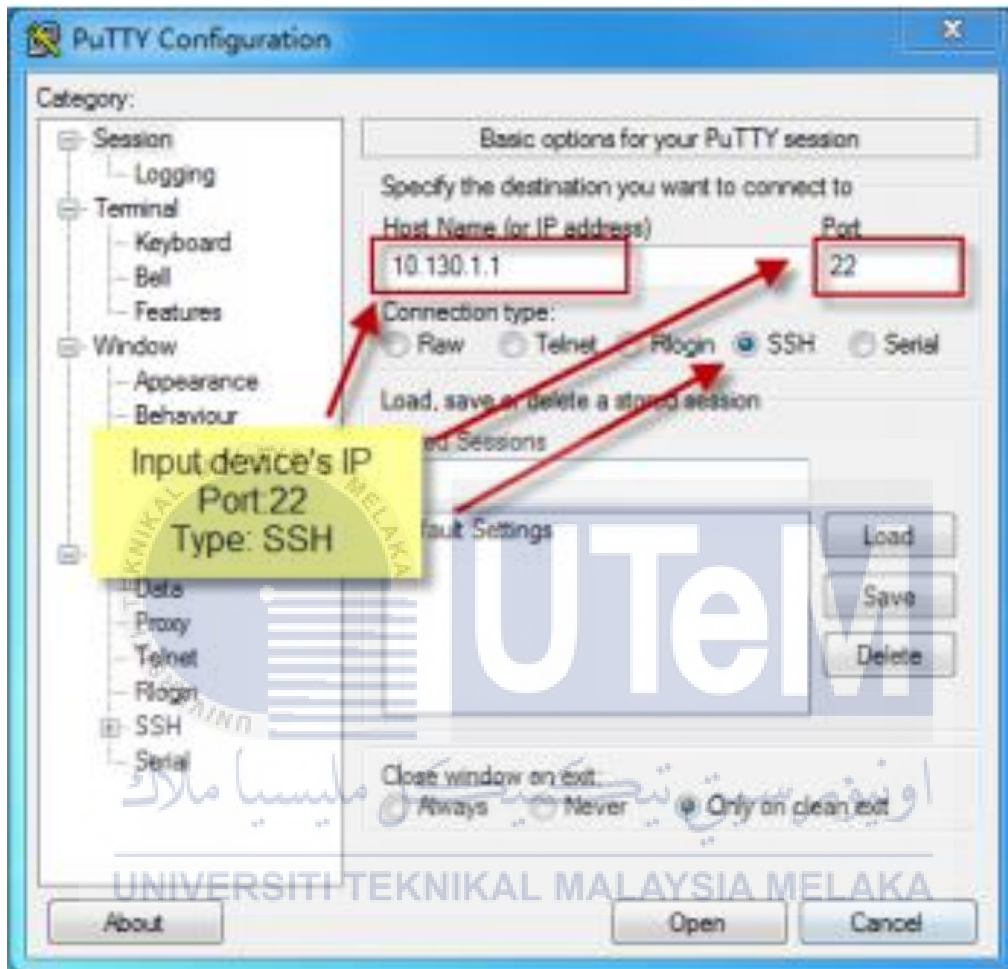 PuTTY Configuration
Category:
Session
Logging
Terminal
Keyboard
Bell
Features
Window
Appearance
Behaviour
Data
Proxy
Telnet
Rlogin
SSH
Serial
Basic options for your PuTTY session
Specify the destination you want to connect to
Host Name (or IP address) Port
10.130.1.1 22
Connection type:
Raw Telnet Rlogin SSH Serial
Load, save or delete a stored session
Sessions
Settings
Load
Save
Delete
Close window on exit:
Always Never Only on clean exit
About Open Cancel
Input device's IP
Port:22
Type: SSH
UTeM
اونيۏرسيتي تيكنيكل مليسيا ملاك
UNIVERSITI TEKNIKAL MALAYSIA MELAKA